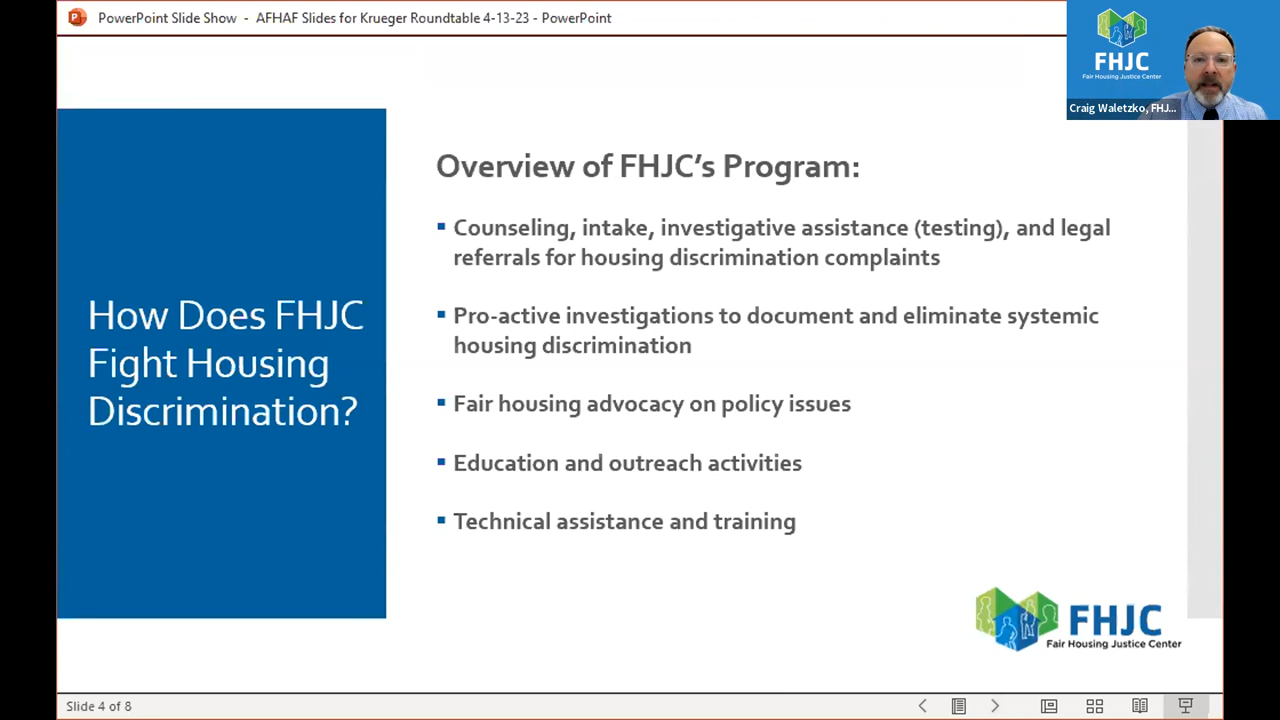 PowerPoint Slide Show - AFHAF Slides for Krueger Roundtable 4-13-23 - PowerPoint
FHJC
Fair Housing Justice Center
Craig Waletzko, FHJ...
How Does FHJC
Fight Housing
Discrimination?
Overview of FHJC’s Program:
▪ Counseling, intake, investigative assistance (testing), and legal
referrals for housing discrimination complaints
▪ Pro-active investigations to document and eliminate systemic
housing discrimination
▪ Fair housing advocacy on policy issues
▪ Education and outreach activities
▪ Technical assistance and training
FHJC
Fair Housing Justice Center
Slide 4 of 8